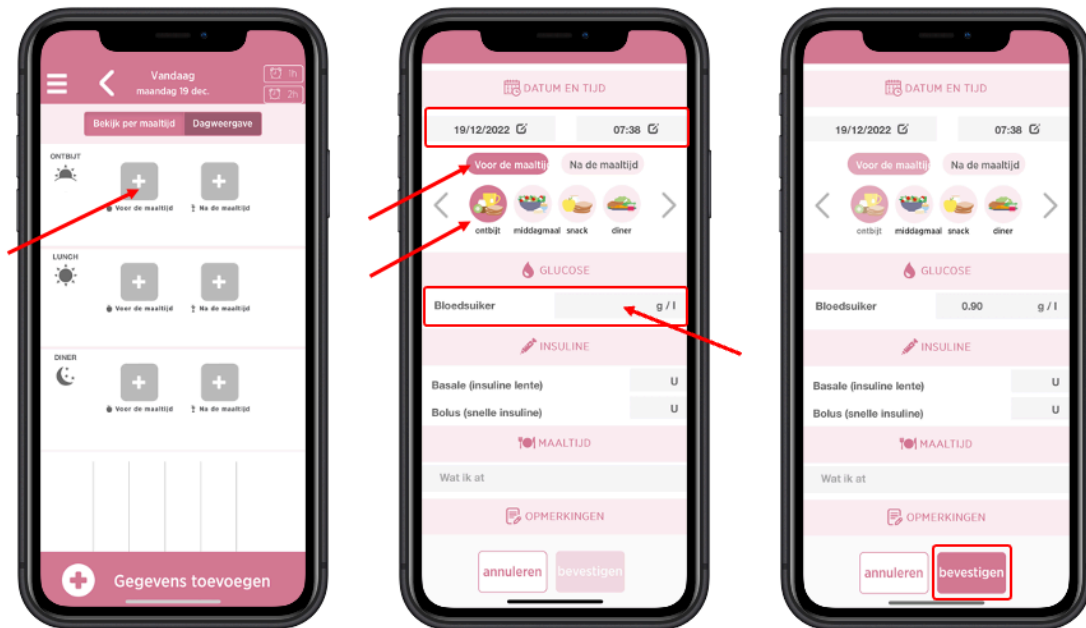 Vandaag
maandag 19 dec.
1h
2h
Bekijk per maaltijd Dagweergave
ONTBIJT
Voor de maaltijd Na de maaltijd
LUNCH
Voor de maaltijd Na de maaltijd
DINER
Voor de maaltijd Na de maaltijd
Gegevens toevoegen
DATUM EN TIJD
19/12/2022 07:38
Voor de maaltijd Na de maaltijd
ontbijt middagmaal snack diner
GLUCOSE
Bloedsuiker g / l
INSULINE
Basale (insuline lente) U
Bolus (snelle insuline) U
MAALTIJD
Wat ik at
OPMERKINGEN
annuleren bevestigen
DATUM EN TIJD
19/12/2022 07:38
Voor de maaltijd Na de maaltijd
ontbijt middagmaal snack diner
GLUCOSE
Bloedsuiker 0.90 g / l
INSULINE
Basale (insuline lente) U
Bolus (snelle insuline) U
MAALTIJD
Wat ik at
OPMERKINGEN
annuleren bevestigen